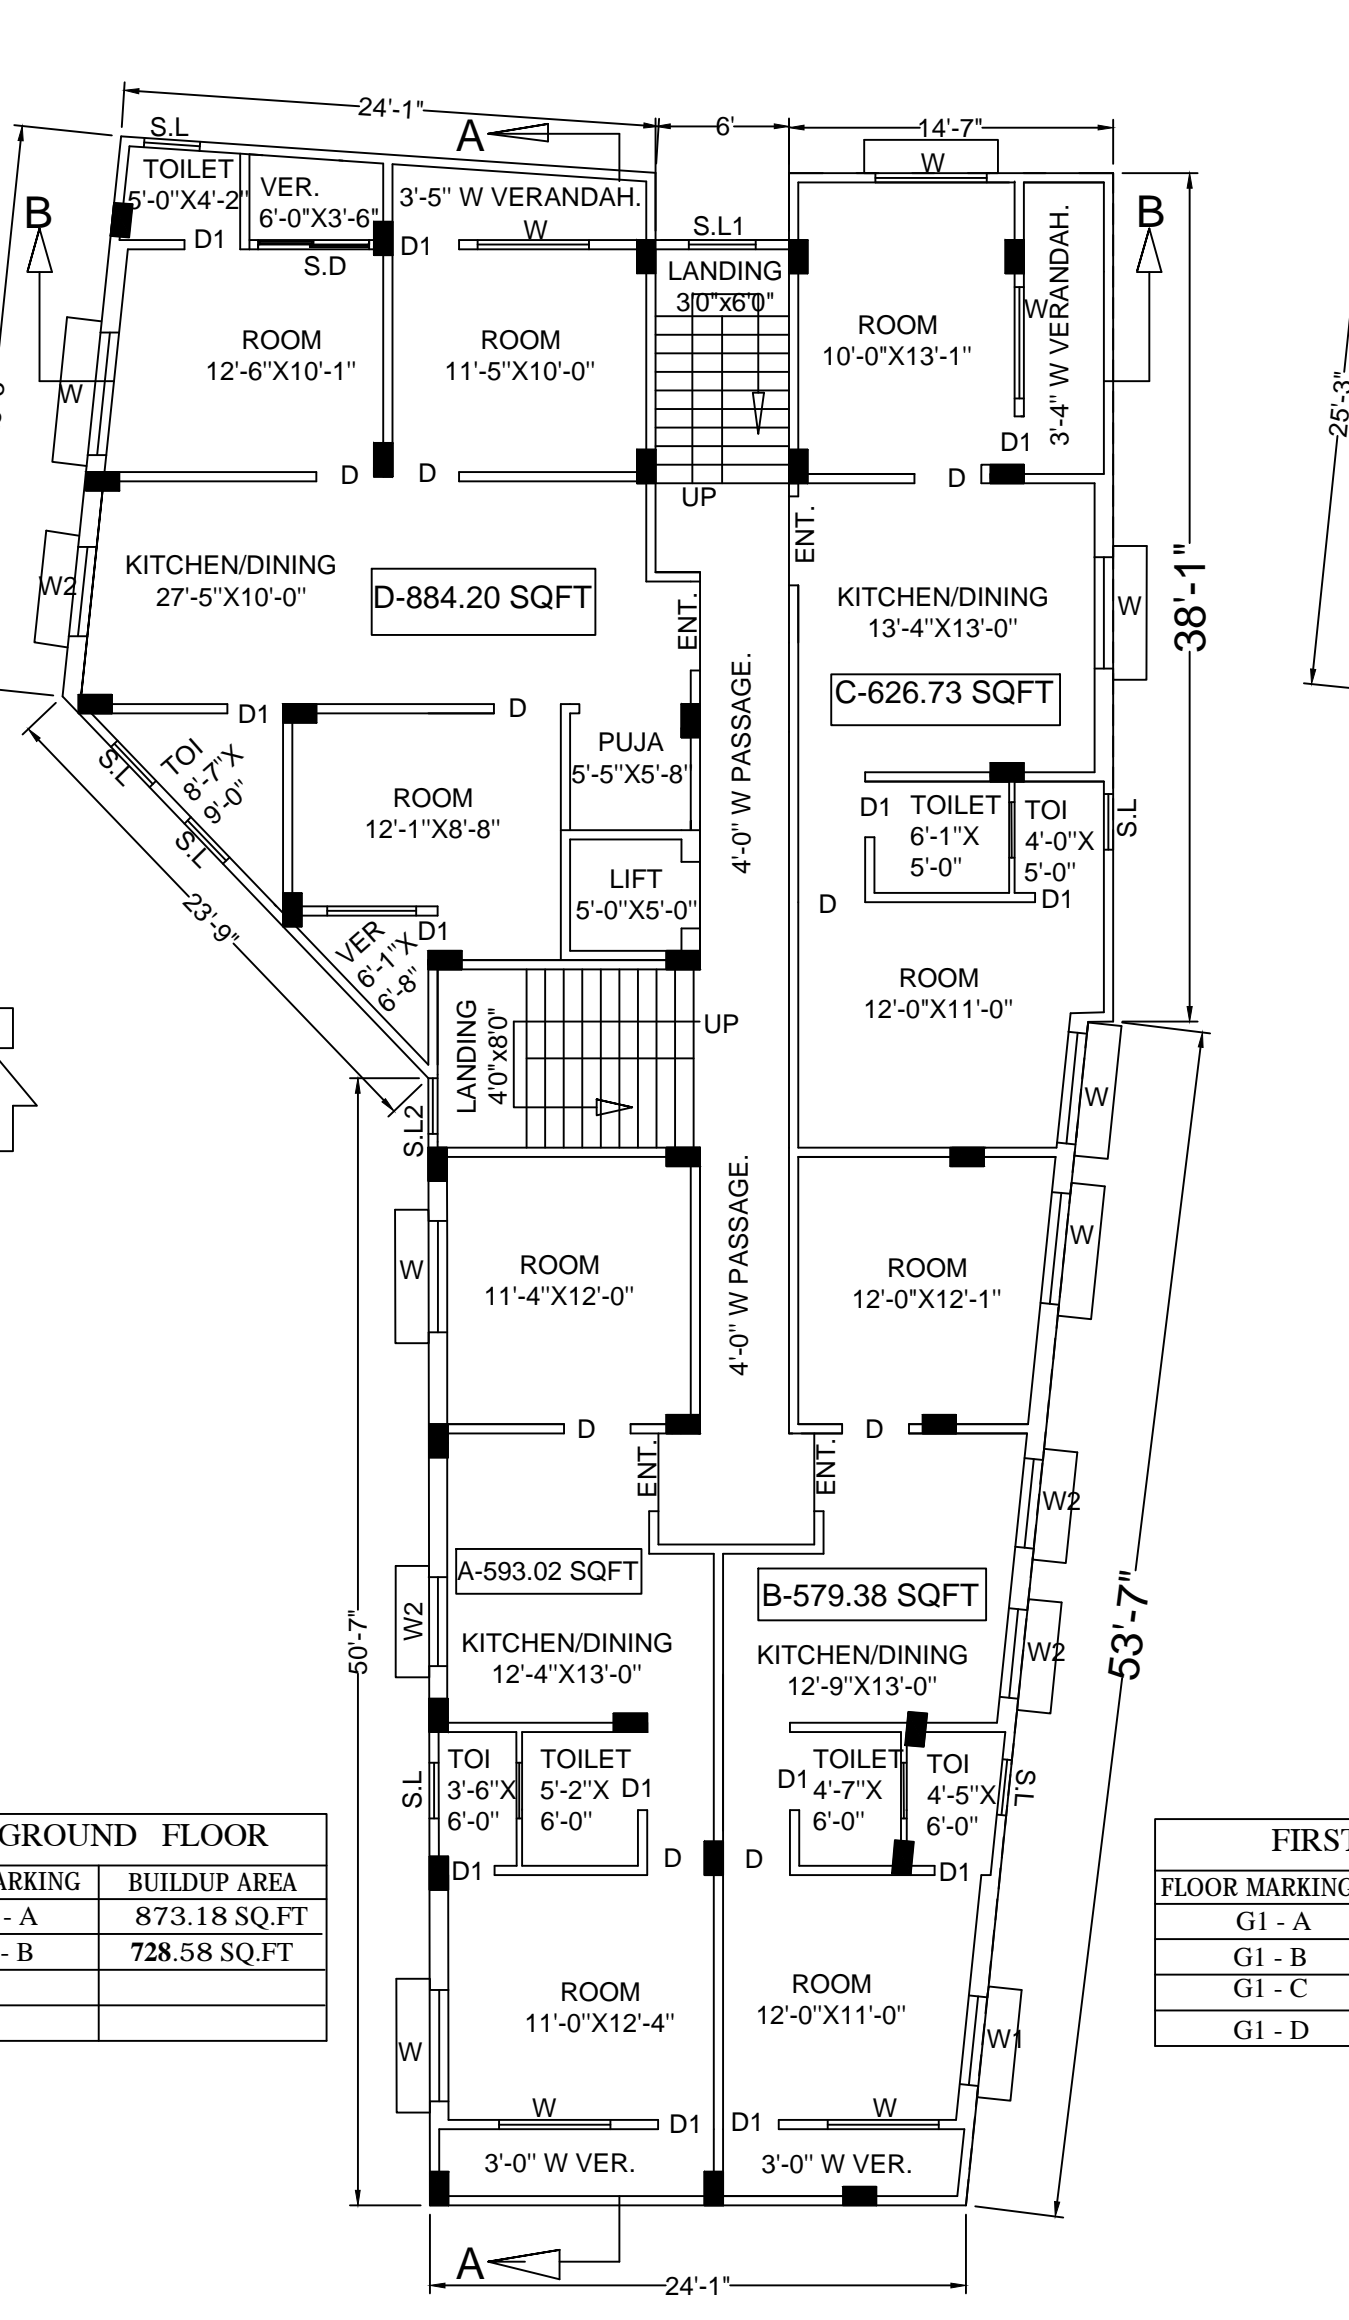 24'-1"
6'
14'-7"
A
S.L
W
TOILET
5'-0"X4'-2"
VER.
6'-0"X3'-6"
3'-5" W VERANDAH.
W
B
B
D1
S.D
D1
S.L1
LANDING
3'0"x6'0"
3'-4" W VERANDAH.
W
ROOM
12'-6"X10'-1"
ROOM
11'-5"X10'-0"
ROOM
10'-0"X13'-1"
W
25'-3"
D1
D
D
D
UP
ENT.
KITCHEN/DINING
27'-5"X10'-0"
D-884.20 SQFT
W2
ENT.
KITCHEN/DINING
13'-4"X13'-0"
W
38'-1"
C-626.73 SQFT
4'-0" W PASSAGE.
D1
D
PUJA
5'-5"X5'-8"
TOI
8'-7"X
9'-0"
S.L
S.L
ROOM
12'-1"X8'-8"
D1
TOILET
6'-1"X
5'-0"
TOI
4'-0"X
5'-0"
S.L
D1
LIFT
5'-0"X5'-0"
D
23'-9"
VER
6'-1"X
6'-8"
D1
ROOM
12'-0"X11'-0"
LANDING
4'0"x8'0"
UP
S.L2
W
ROOM
11'-4"X12'-0"
W
4'-0" W PASSAGE.
ROOM
12'-0"X12'-1"
W
D
D
ENT.
ENT.
W2
A-593.02 SQFT
B-579.38 SQFT
W2
KITCHEN/DINING
12'-4"X13'-0"
KITCHEN/DINING
12'-9"X13'-0"
W2
50'-7"
53'-7"
TOI
3'-6"X
6'-0"
TOILET
5'-2"X
6'-0"
D1
S.L
D1
TOILET
4'-7"X
6'-0"
TOI
4'-5"X
6'-0"
S.L
D1
D
D
D1
ROOM
11'-0"X12'-4"
ROOM
12'-0"X11'-0"
W
W1
W
D1
D1
W
3'-0" W VER.
3'-0" W VER.
A
24'-1"
GROUND FLOOR
ARKING BUILDUP AREA
- A 873.18 SQ.FT
- B 728.58 SQ.FT
FIRST
FLOOR MARKING
G1 - A
G1 - B
G1 - C
G1 - D